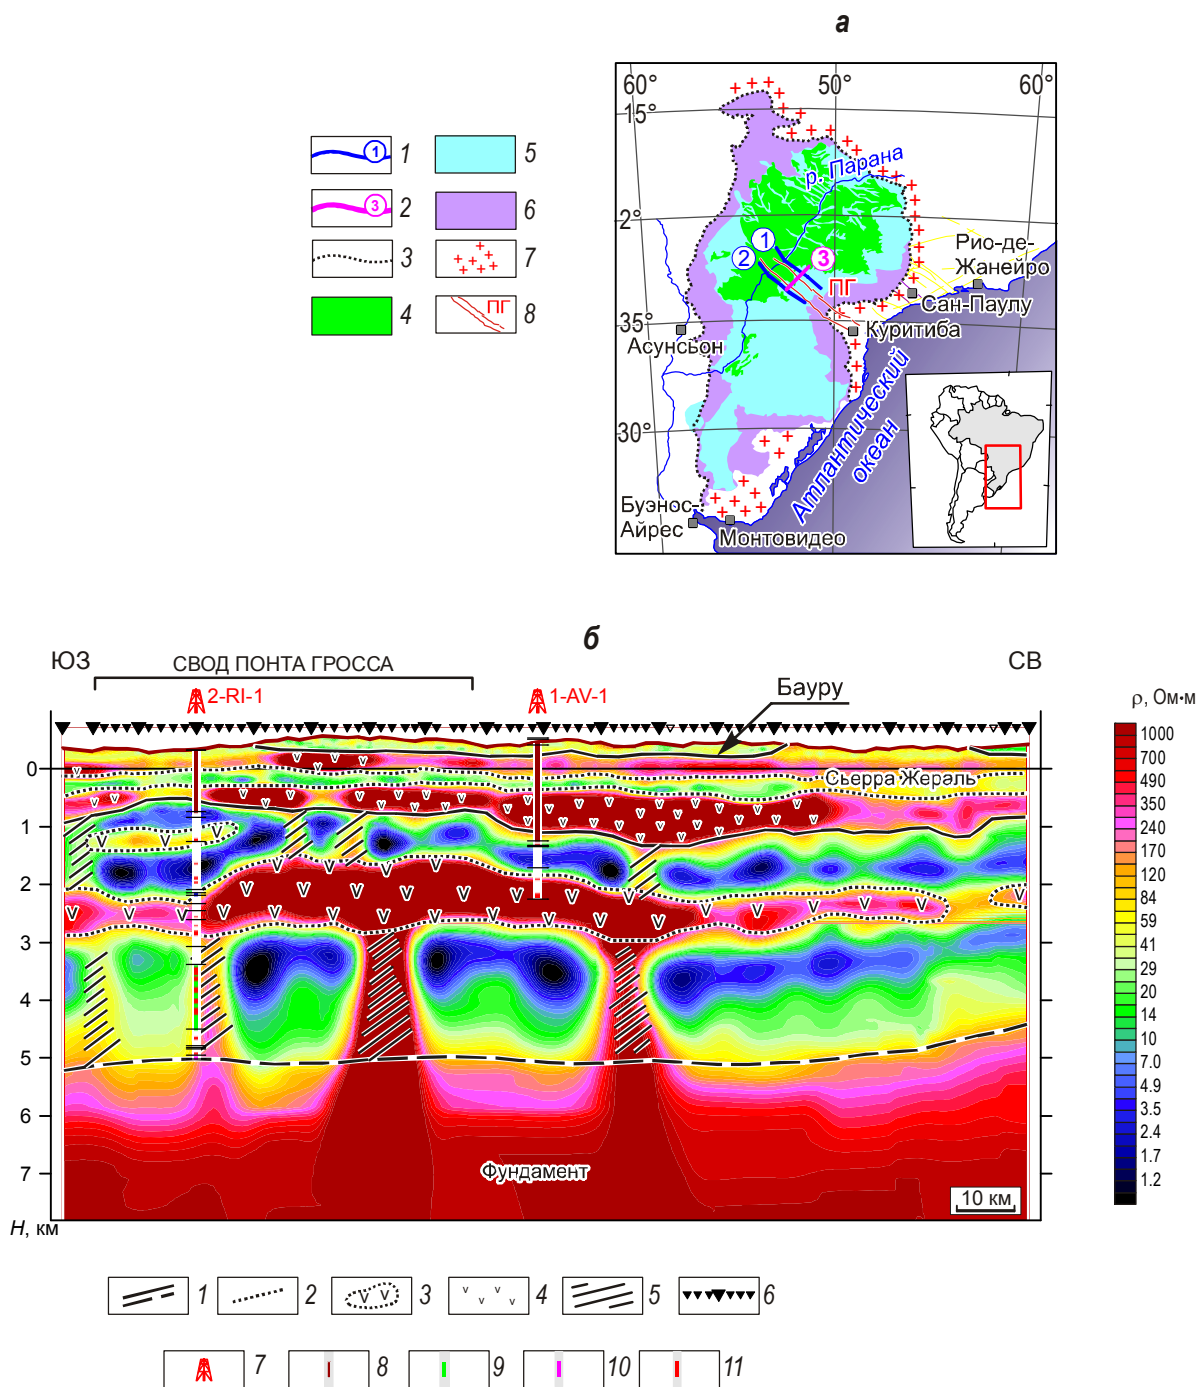 а
60° 50° 60°
15°
р. Парана
2°
1
2
3
Рио-де-
Жанейро
ПГ
Сан-Паулу
35°
Куритиба
Асунсьон
Атлантический
океан
30°
Буэнос-
Айрес
Монтовидео
1 1 5
3 2 6
3 7
4 ПГ 8
б
ЮЗ СВОД ПОНТА ГРОССА СВ
2-RI-1 1-AV-1 Бауру
ρ, Ом•м
Сьерра Жераль
Фундамент
10 км
0
1
2
3
4
5
6
7
H, км
1000
700
490
350
240
170
120
84
59
41
29
20
14
10
7.0
4.9
3.5
2.4
1.7
1.2
1 2 3 4 5 6
7 8 9 10 11